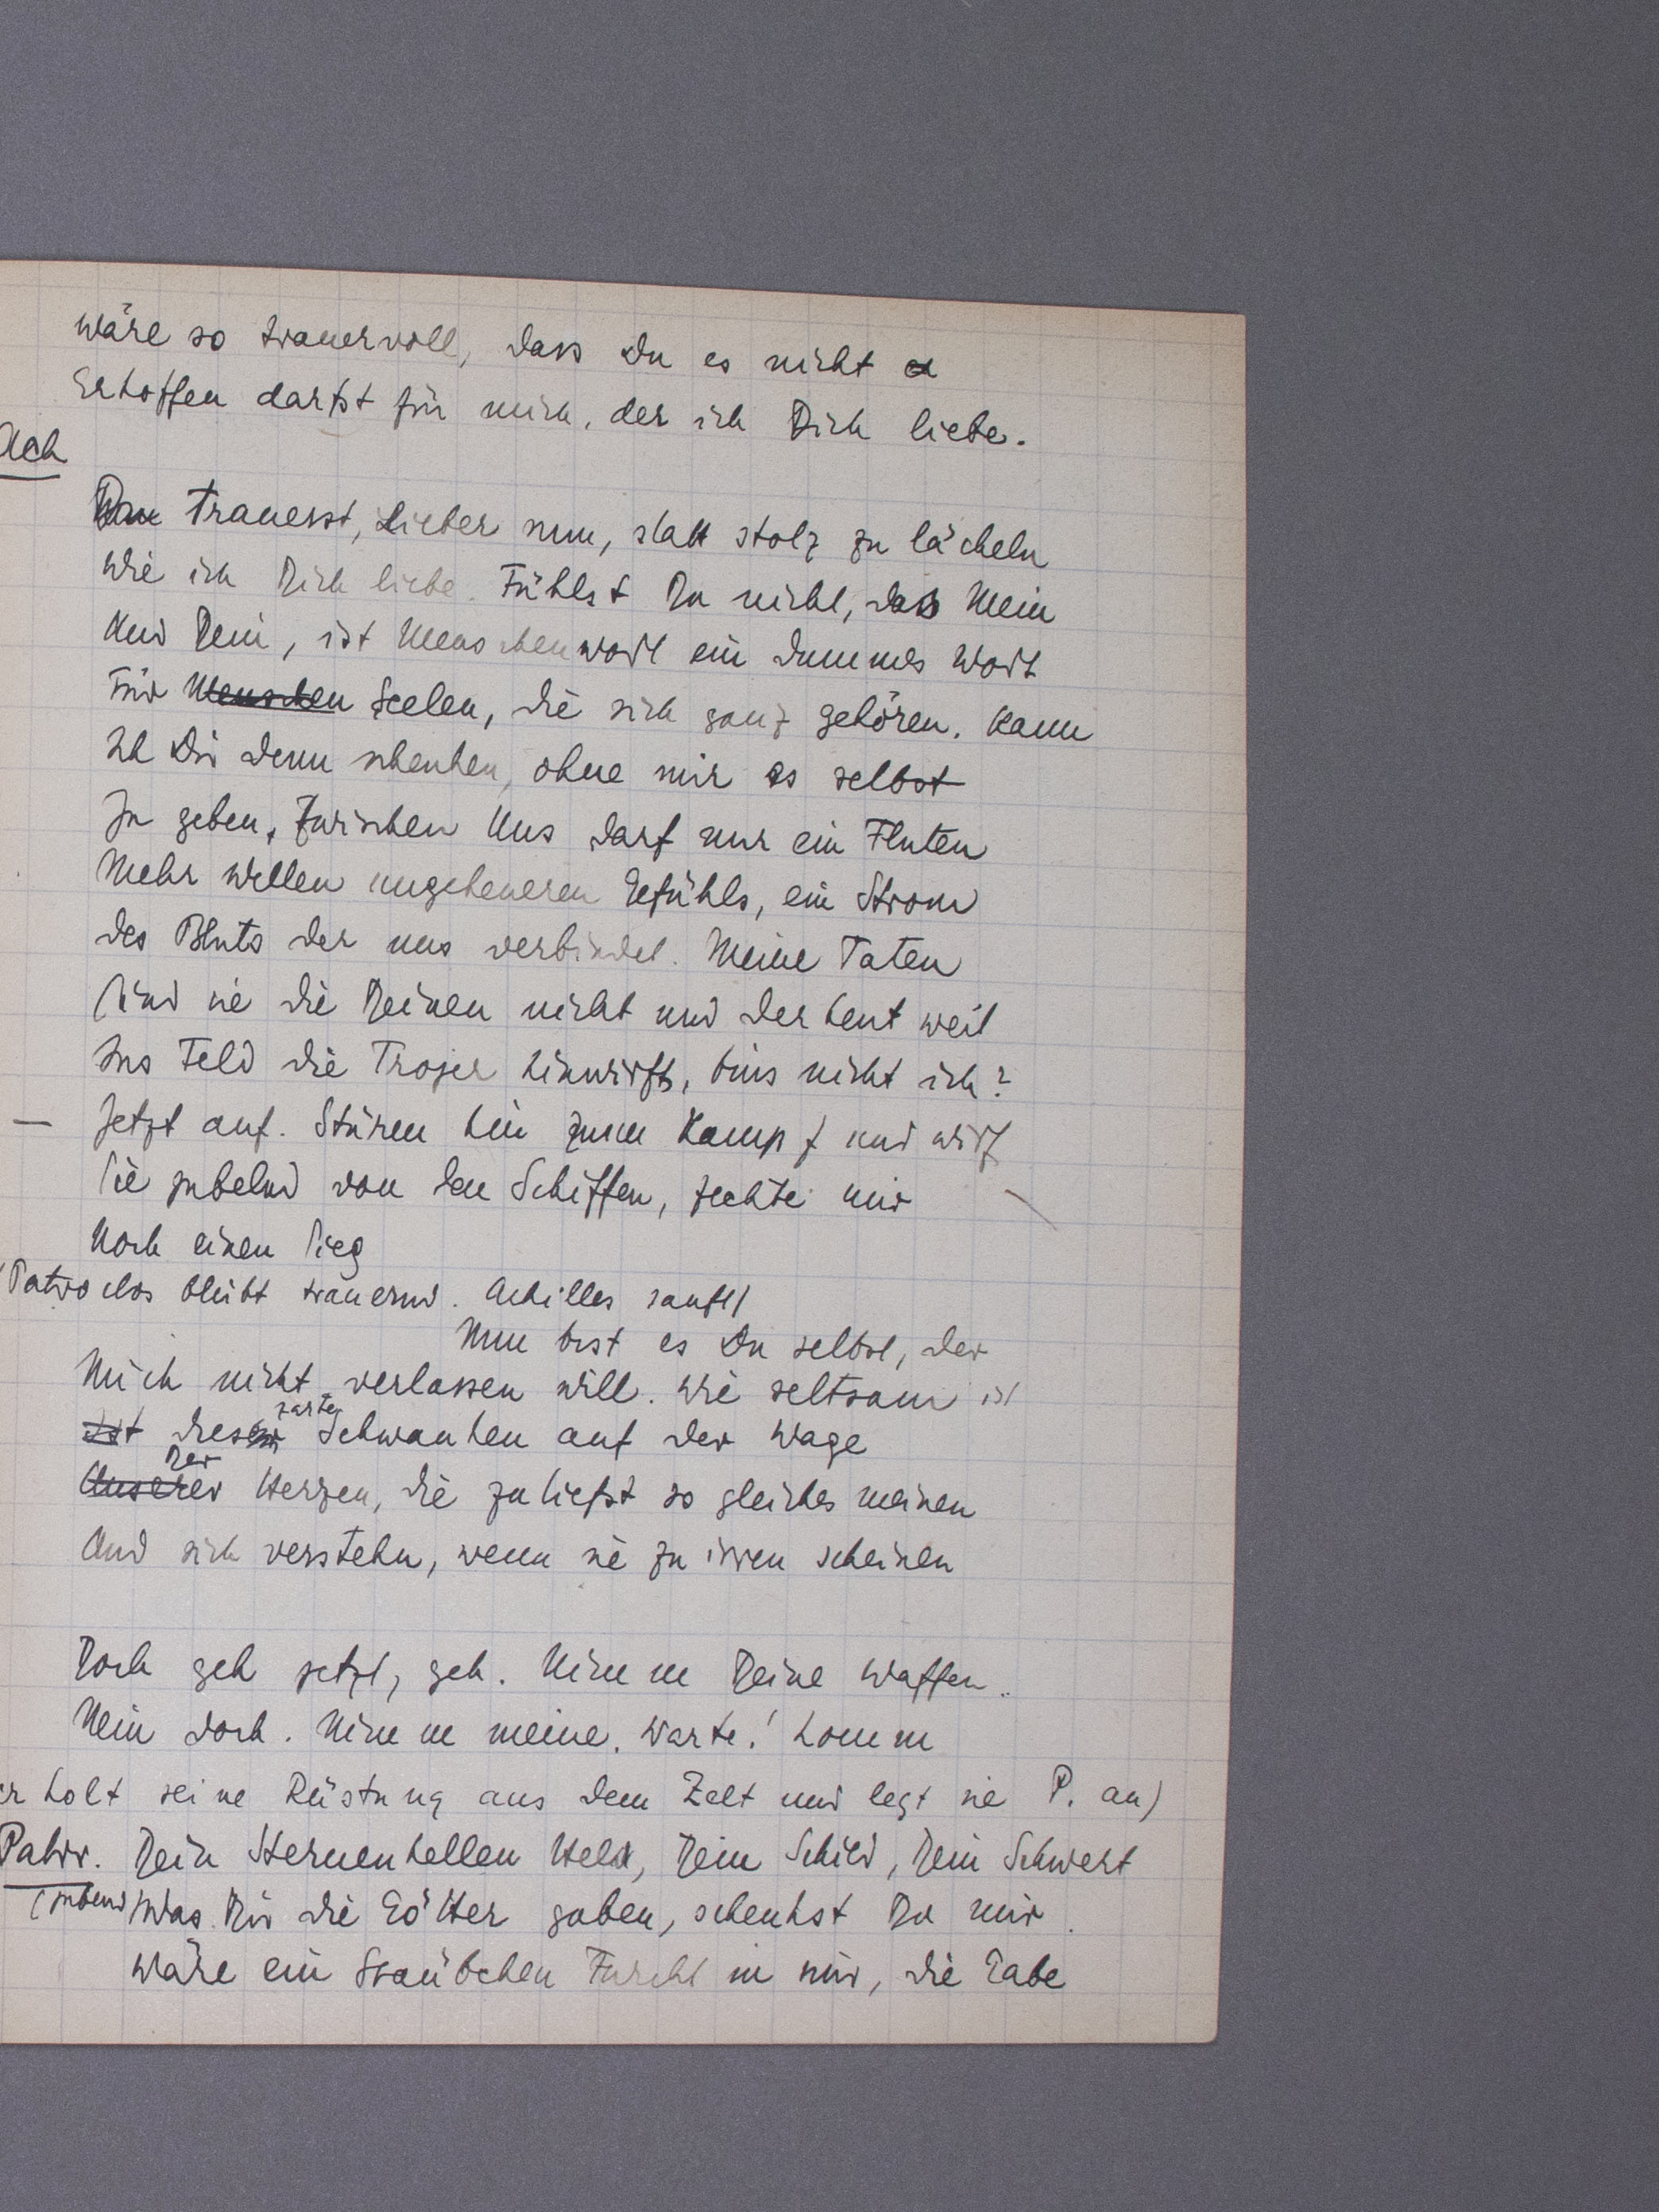 wäre so trauervoll, dass Du es nicht
Erhoffen darfst für mich, der ich Dich liebe.
Ach
Trauerst, Lieber nun, statt stolz zu lächeln
Wie ich Dich liebe. Fühlst Du nicht, dass Mein
Und Dein, ist Menschenwort ein dummes Wort
Für Menschen Seelen, die sich ganz gehören. Kann
Ich Dir denn schenken, ohne mir es selbst
Zu geben. Zwischen Uns darf nur ein Fluten
Mehr wellen ungeheueren Gefühls, ein Strom
des Bluts der uns verbindet. Meine Taten
Sind sie die Deinen nicht und der heut weit
Ins Feld die Trojer hinwirft, bins nicht ich?
— Jetzt auf. Stürm hin zum Kampf und wirf
Sie jubelnd von den Schiffen, fechte mir
Noch einen Sieg
(Patroclos bleibt trauernd. Achilles sanft)
Nun bist es Du selbst, der
Mich nicht verlassen will. Wie seltsam ist
zarte
Ist dieses Schwanken auf der Wage
Der
Unserer Herzen, die zutiefst so gleiches meinen
Und sich verstehn, wenn sie zu irren scheinen
Doch geh jetzt, geh. Nimm Deine Waffen.
Nein doch. Nimm meine. Warte! komm
er holt seine Rüstung aus dem Zelt und legt sie P. an)
Patr. Dein Sternenhellen Held, Dein Schild, Dein Schwert
Was Dir die Götter gaben, schenkst Du mir.
Wäre ein Stäubchen Furcht in mir, die Gabe